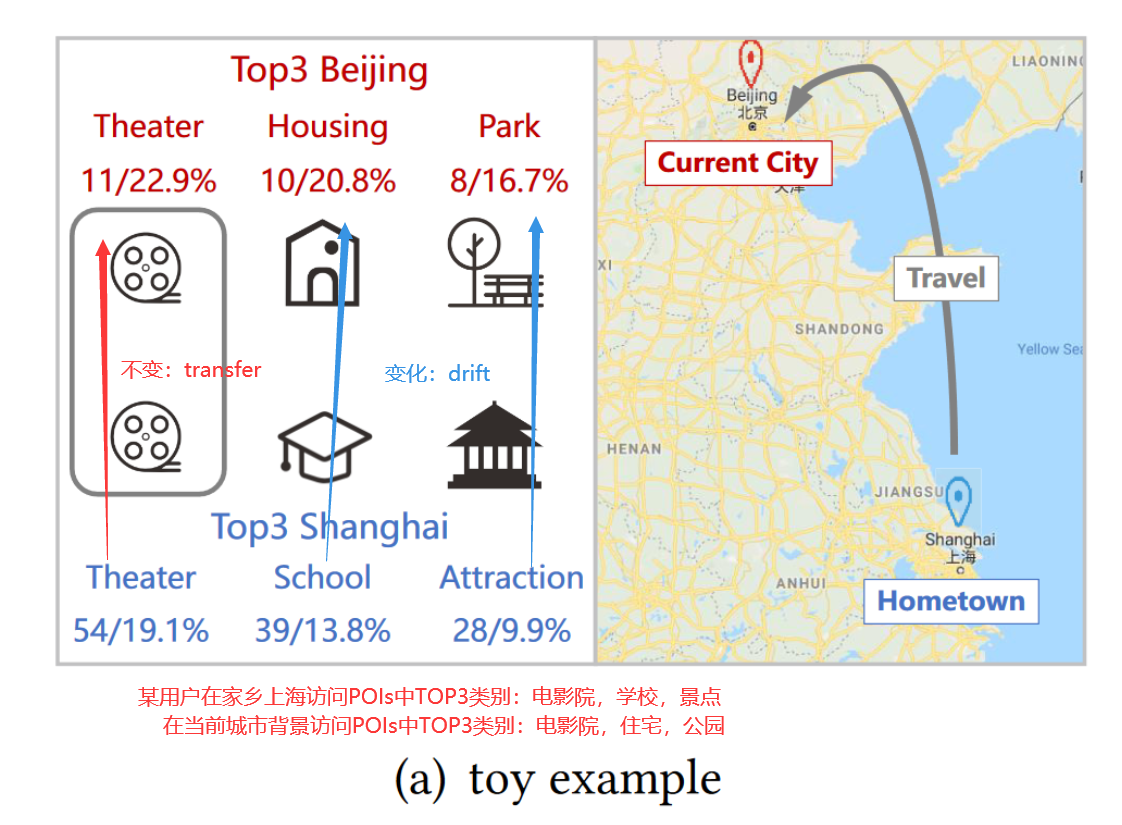 Top3 Beijing
Theater Housing Park
11/22.9% 10/20.8% 8/16.7%
不变：transfer
变化：drift
Top3 Shanghai
Theater School Attraction
54/19.1% 39/13.8% 28/9.9%
LIAONING
Beijing
北京
Current City
天津
XI
Travel
SHANDONG
Yellow Sea
HENAN
JIANGSU
Shanghai
上海
ANHUI
Hometown
某用户在家乡上海访问POIs中TOP3类别：电影院，学校，景点
在当前城市背景访问POIs中TOP3类别：电影院，住宅，公园
(a) toy example